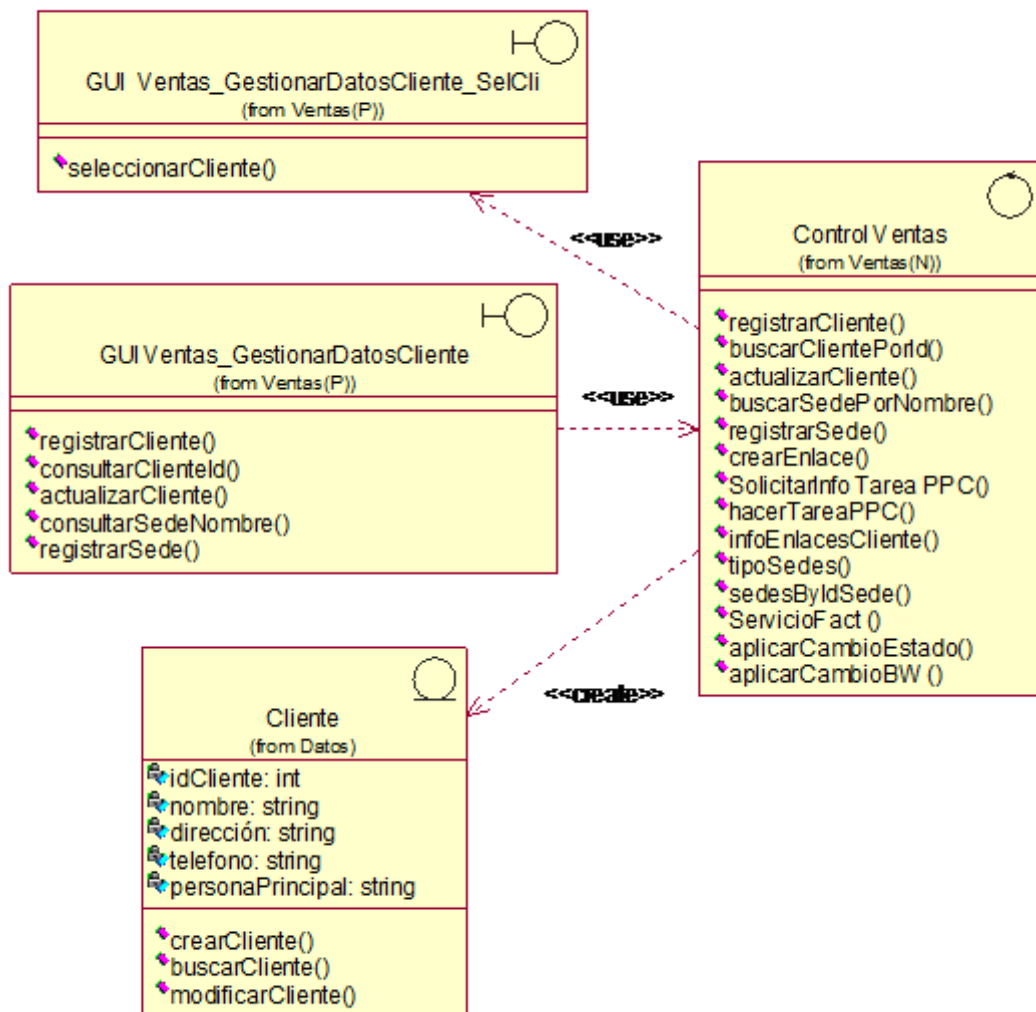 GUI Ventas_GestionarDatosCliente_SelCli
(from Ventas(P))
seleccionarCliente()
<<use>>
Control Ventas
(from Ventas(N))
registrarCliente()
buscarClientePorId()
actualizarCliente()
buscarSedePorNombre()
registrarSede()
crearEnlace()
SolicitarInfo Tarea PPC()
hacerTareaPPC()
infoEnlacesCliente()
tipoSedes()
sedesByIdSede()
ServicioFact ()
aplicarCambioEstado()
aplicarCambioBW ()
GUI Ventas_GestionarDatosCliente
(from Ventas(P))
registrarCliente()
consultarClienteId()
actualizarCliente()
consultarSedeNombre()
registrarSede()
<<use>>
<<create>>
Cliente
(from Datos)
idCliente: int
nombre: string
dirección: string
telefono: string
personaPrincipal: string
crearCliente()
buscarCliente()
modificarCliente()